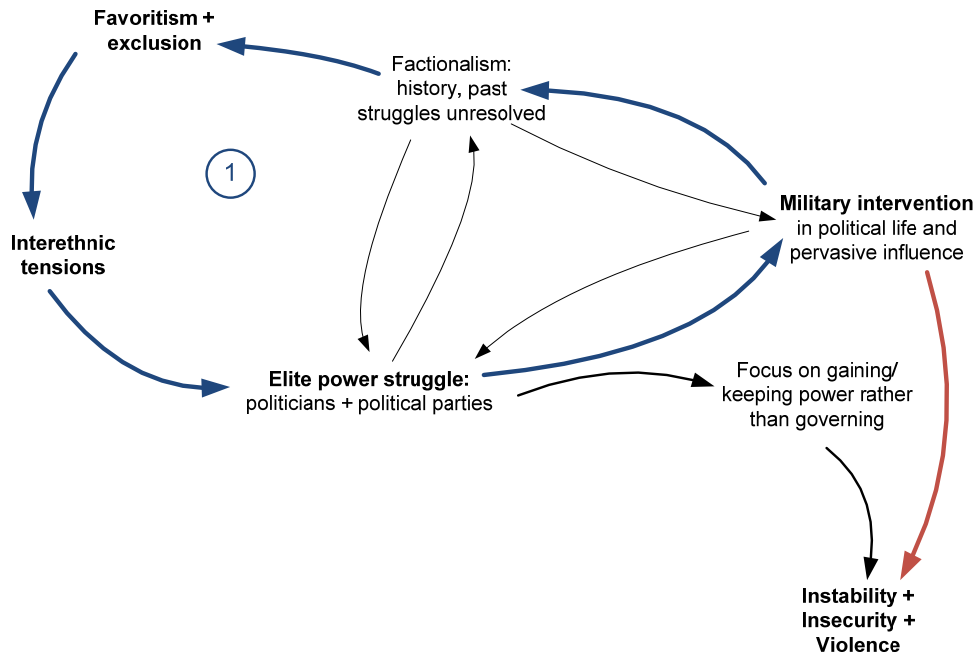 Favoritism +
exclusion
Factionalism:
history, past
struggles unresolved
1
Military intervention
in political life and
pervasive influence
Interethnic
tensions
Elite power struggle:
politicians + political parties
Focus on gaining/
keeping power rather
than governing
Instability +
Insecurity +
Violence